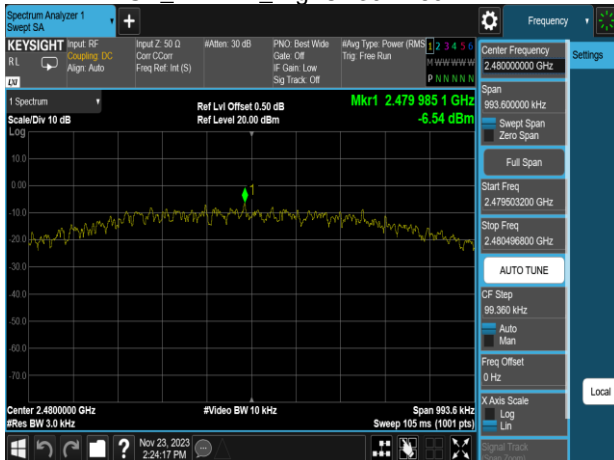 Spectrum Analyzer 1
Swept SA
Frequency
KEYSIGHT
Input: RF
Input Z: 50 Ω
#Atten: 30 dB
PNO: Best Wide
#Avg Type: Power (RMS
1 2 3 4 5 6
RL
Coupling: DC
Corr CCorr
Gate: Off
Trig: Free Run
M W W W W W
Align: Auto
Freq Ref: Int (S)
IF Gain: Low
Sig Track: Off
P N N N N N
LXI
1 Spectrum
Ref Lvl Offset 0.50 dB
Mkr1 2.479 985 1 GHz
Scale/Div 10 dB
Ref Level 20.00 dBm
-6.54 dBm
Log
10.0
0.00
-10.0
-20.0
-30.0
-40.0
-50.0
-60.0
-70.0
1
Center 2.4800000 GHz
#Video BW 10 kHz
Span 993.6 kHz
#Res BW 3.0 kHz
Sweep 105 ms (1001 pts)
Nov 23, 2023
2:24:17 PM
Center Frequency
2.480000000 GHz
Settings
Span
993.600000 kHz
Swept Span
Zero Span
Full Span
Start Freq
2.479503200 GHz
Stop Freq
2.480496800 GHz
AUTO TUNE
CF Step
99.360 kHz
Auto
Man
Freq Offset
0 Hz
X Axis Scale
Log
Lin
Local
Signal Track
(Span Zoom)